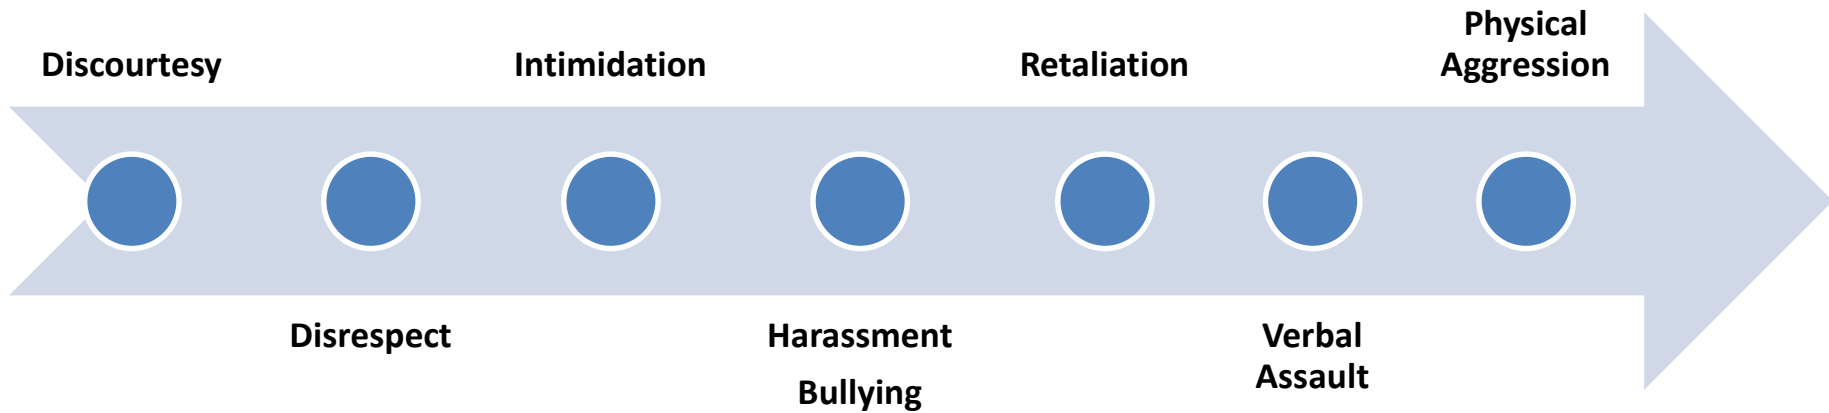 Discourtesy
Disrespect
Intimidation
Harassment
Bullying
Retaliation
Verbal
Assault
Physical
Aggression